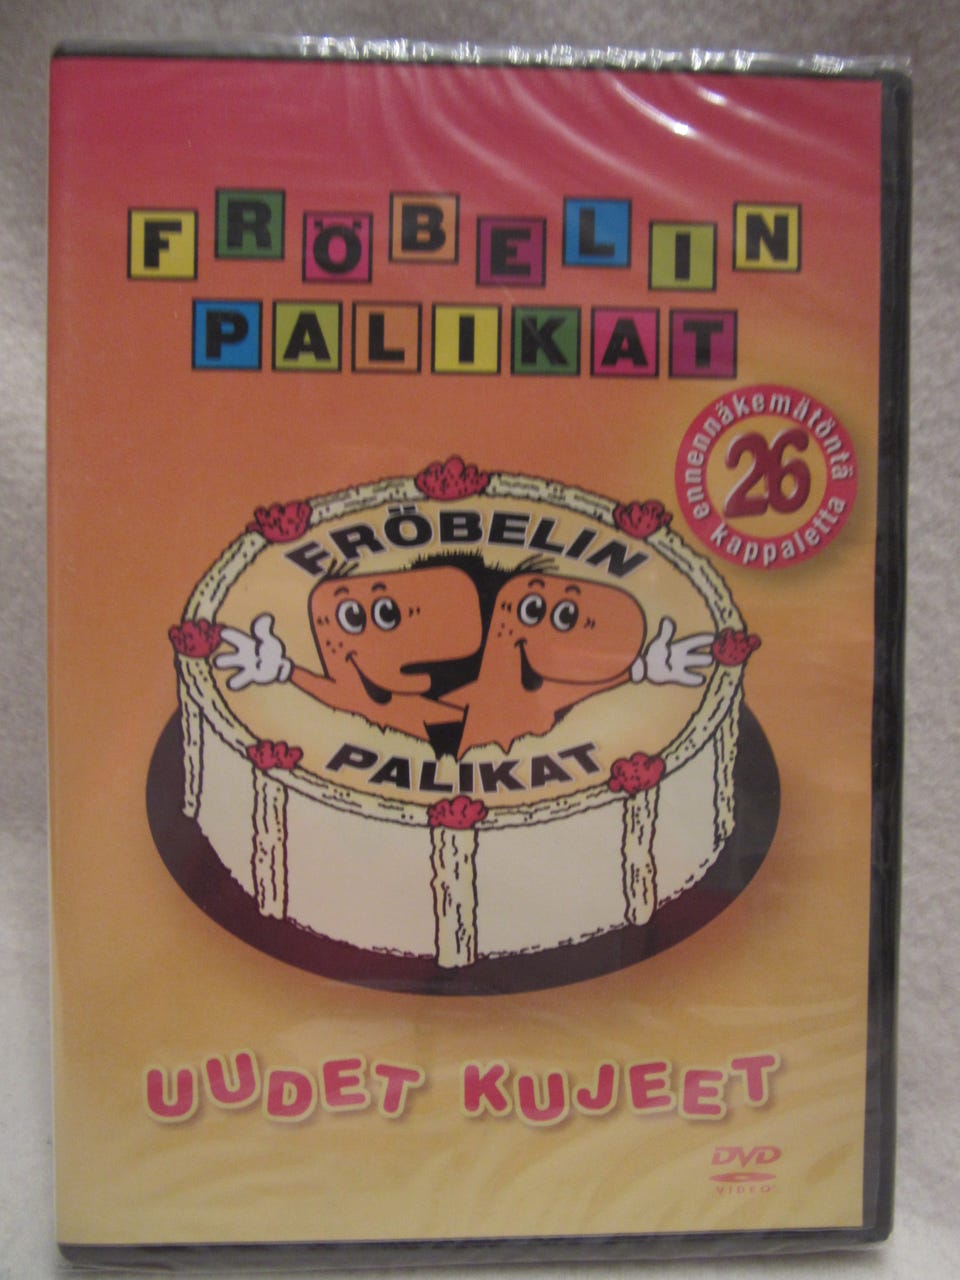 FRÖBELIN
PALIKAT
ennennäkemätöntä
26
kappaletta
FRÖBELIN
PALIKAT
UUDET KUJEET
DVD
VIDEO